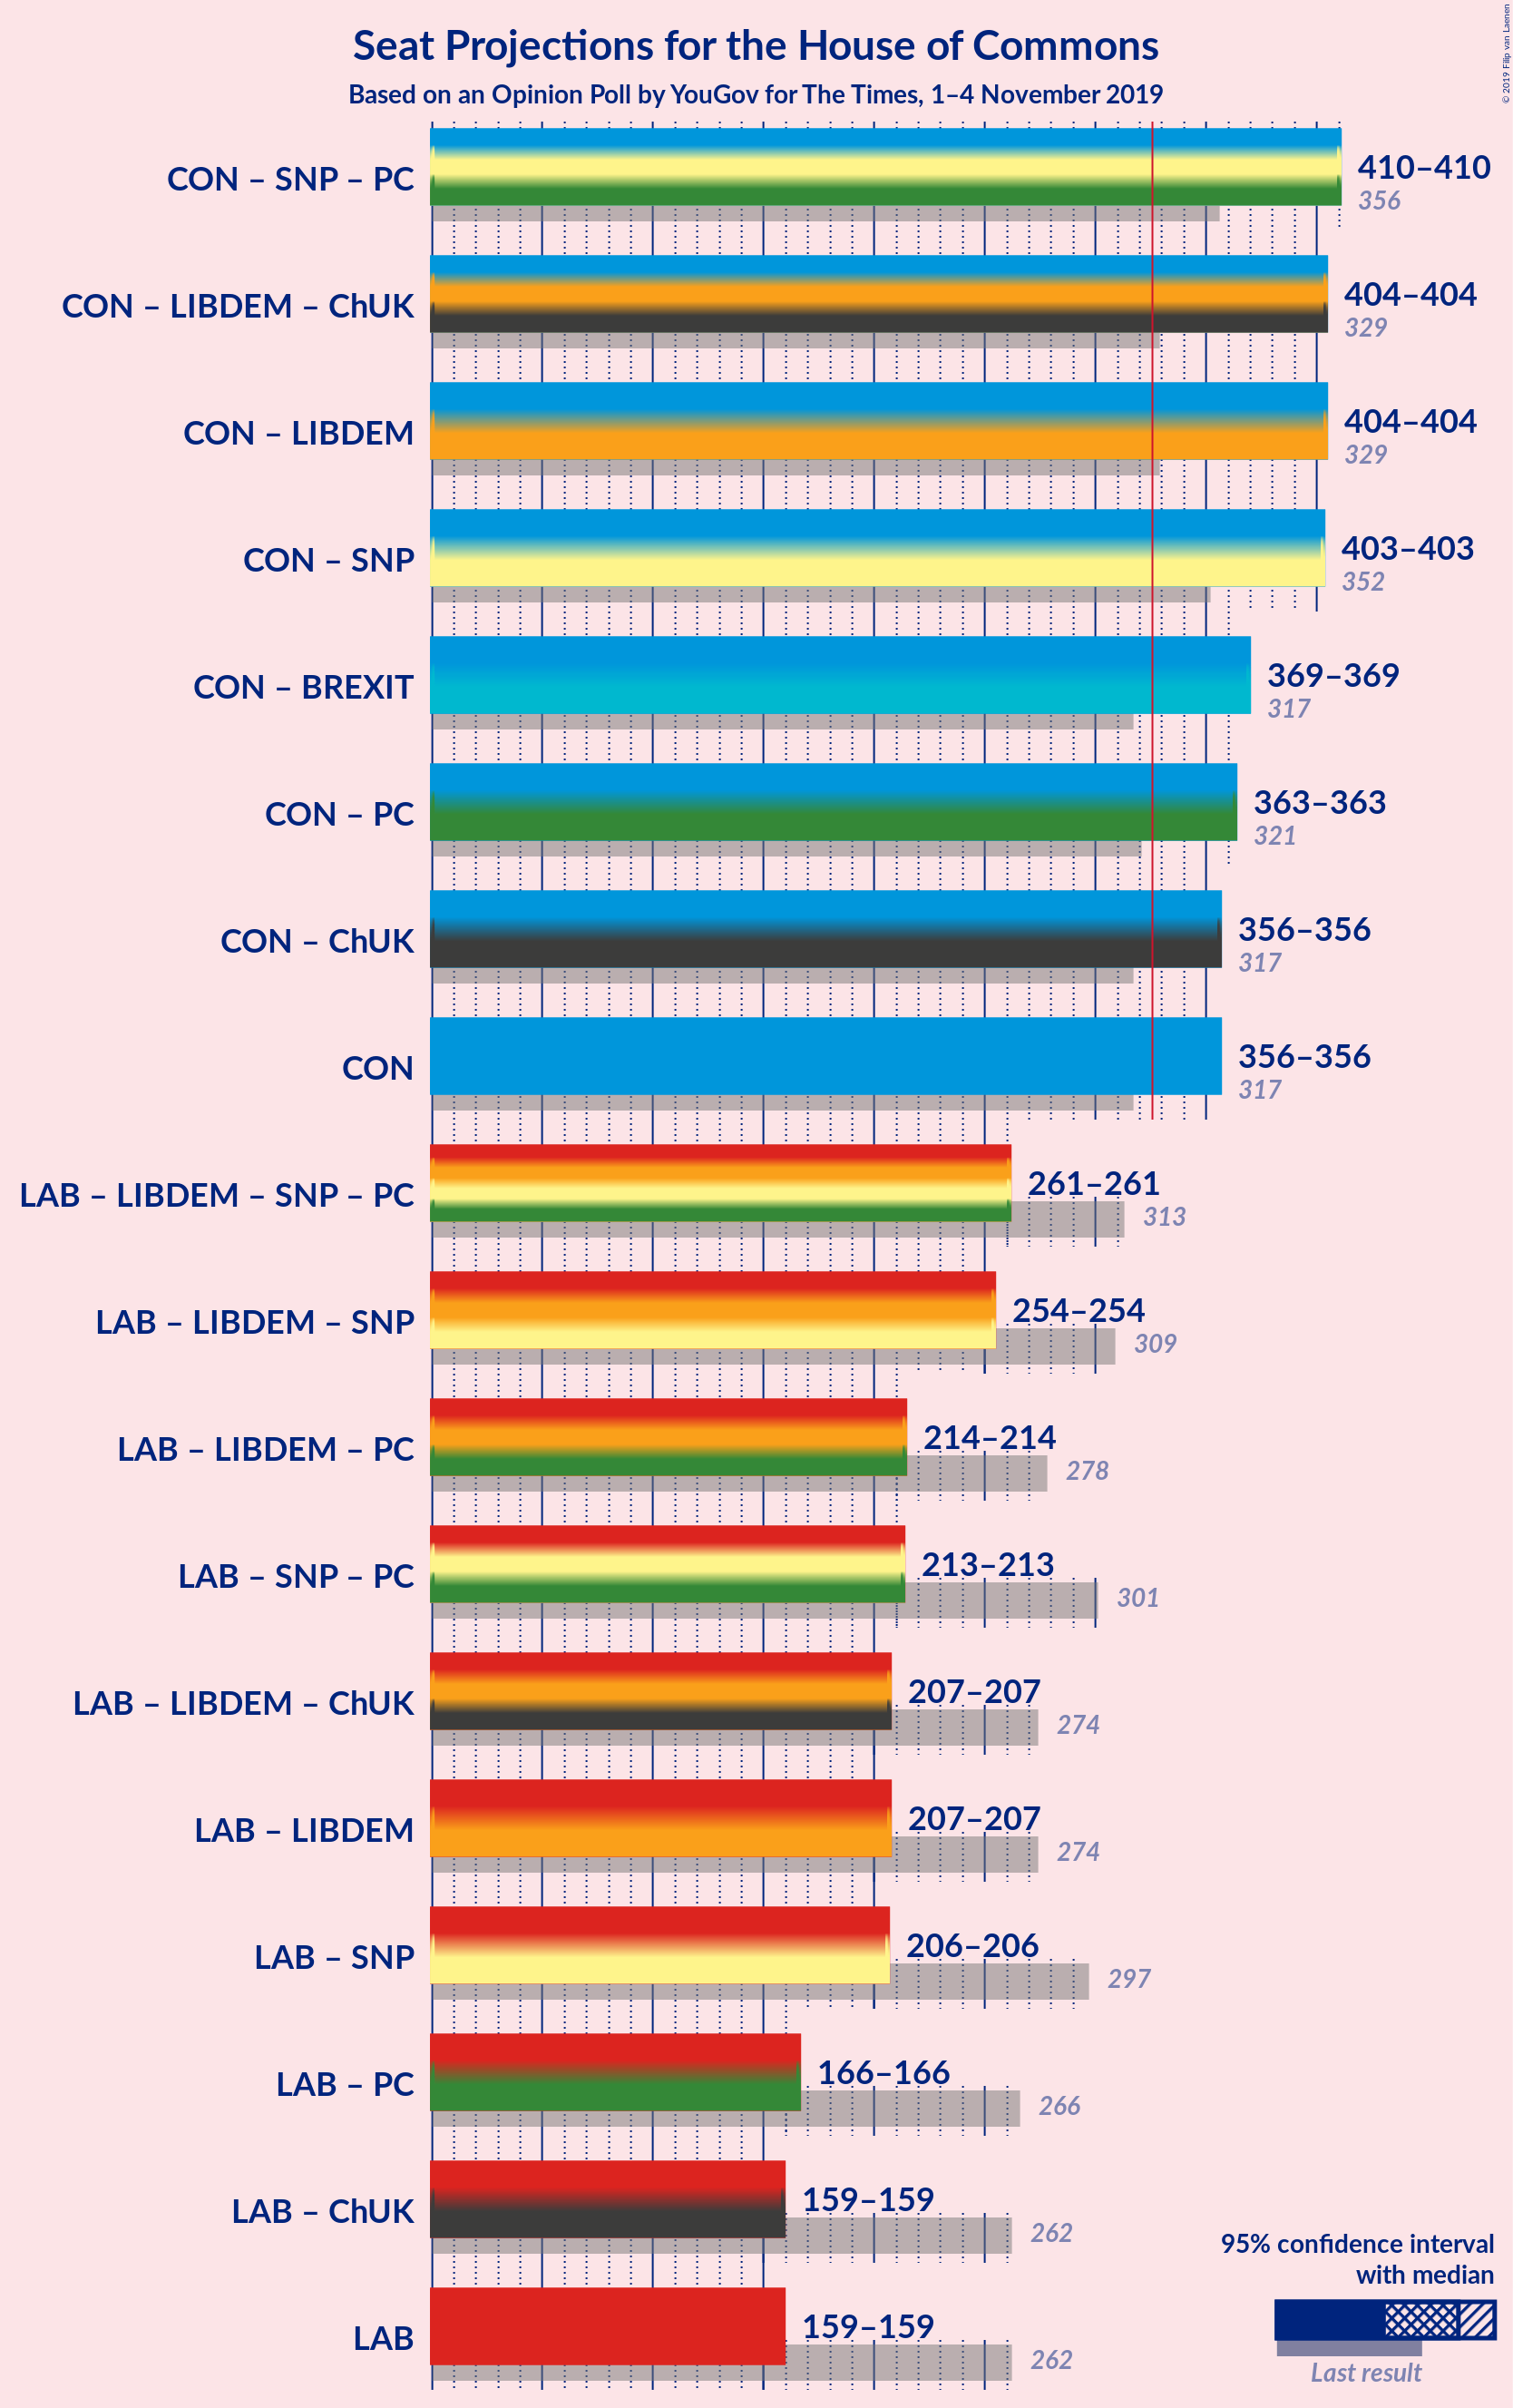 Seat Projections for the House of Commons
Based on an Opinion Poll by YouGov for The Times, 1–4 November 2019
© 2019 Filip van Laenen
CON – SNP – PC
410–410
356
CON – LIBDEM – ChUK
404–404
329
CON – LIBDEM
404–404
329
CON – SNP
403–403
352
CON – BREXIT
369–369
317
CON – PC
363–363
321
CON – ChUK
356–356
317
CON
356–356
317
LAB – LIBDEM – SNP – PC
261–261
313
LAB – LIBDEM – SNP
254–254
309
LAB – LIBDEM – PC
214–214
278
LAB – SNP – PC
213–213
301
LAB – LIBDEM – ChUK
207–207
274
LAB – LIBDEM
207–207
274
LAB – SNP
206–206
297
LAB – PC
166–166
266
LAB – ChUK
159–159
262
LAB
159–159
262
95% confidence interval
with median
Last result